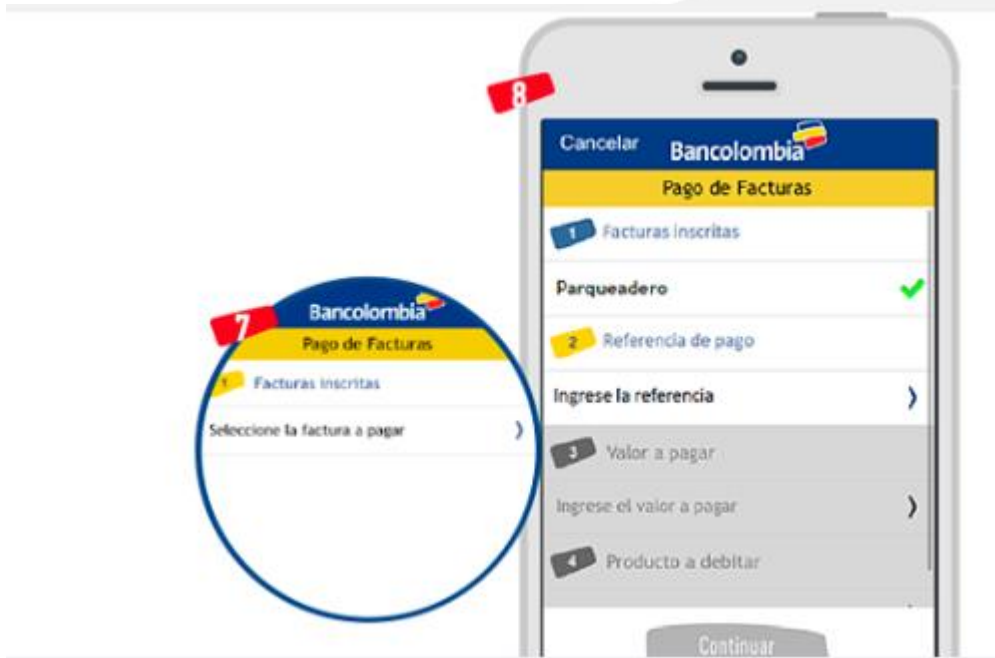 7
Bancolombia
Pago de Facturas
1 Facturas inscritas
Seleccione la factura a pagar
8
Cancelar Bancolombia
Pago de Facturas
1 Facturas inscritas
Parqueadero
2 Referencia de pago
Ingrese la referencia
3 Valor a pagar
Ingrese el valor a pagar
4 Producto a debitar
Continuar